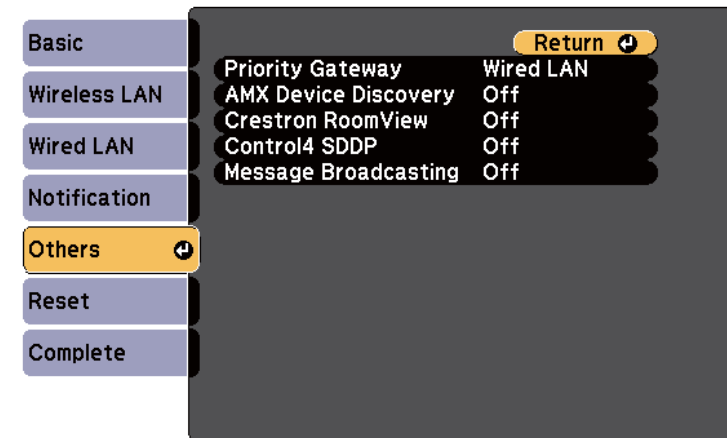 Basic
Wireless LAN
Wired LAN
Notification
Others
Reset
Complete
Return
Priority Gateway Wired LAN
AMX Device Discovery Off
Crestron RoomView Off
Control4 SDDP Off
Message Broadcasting Off